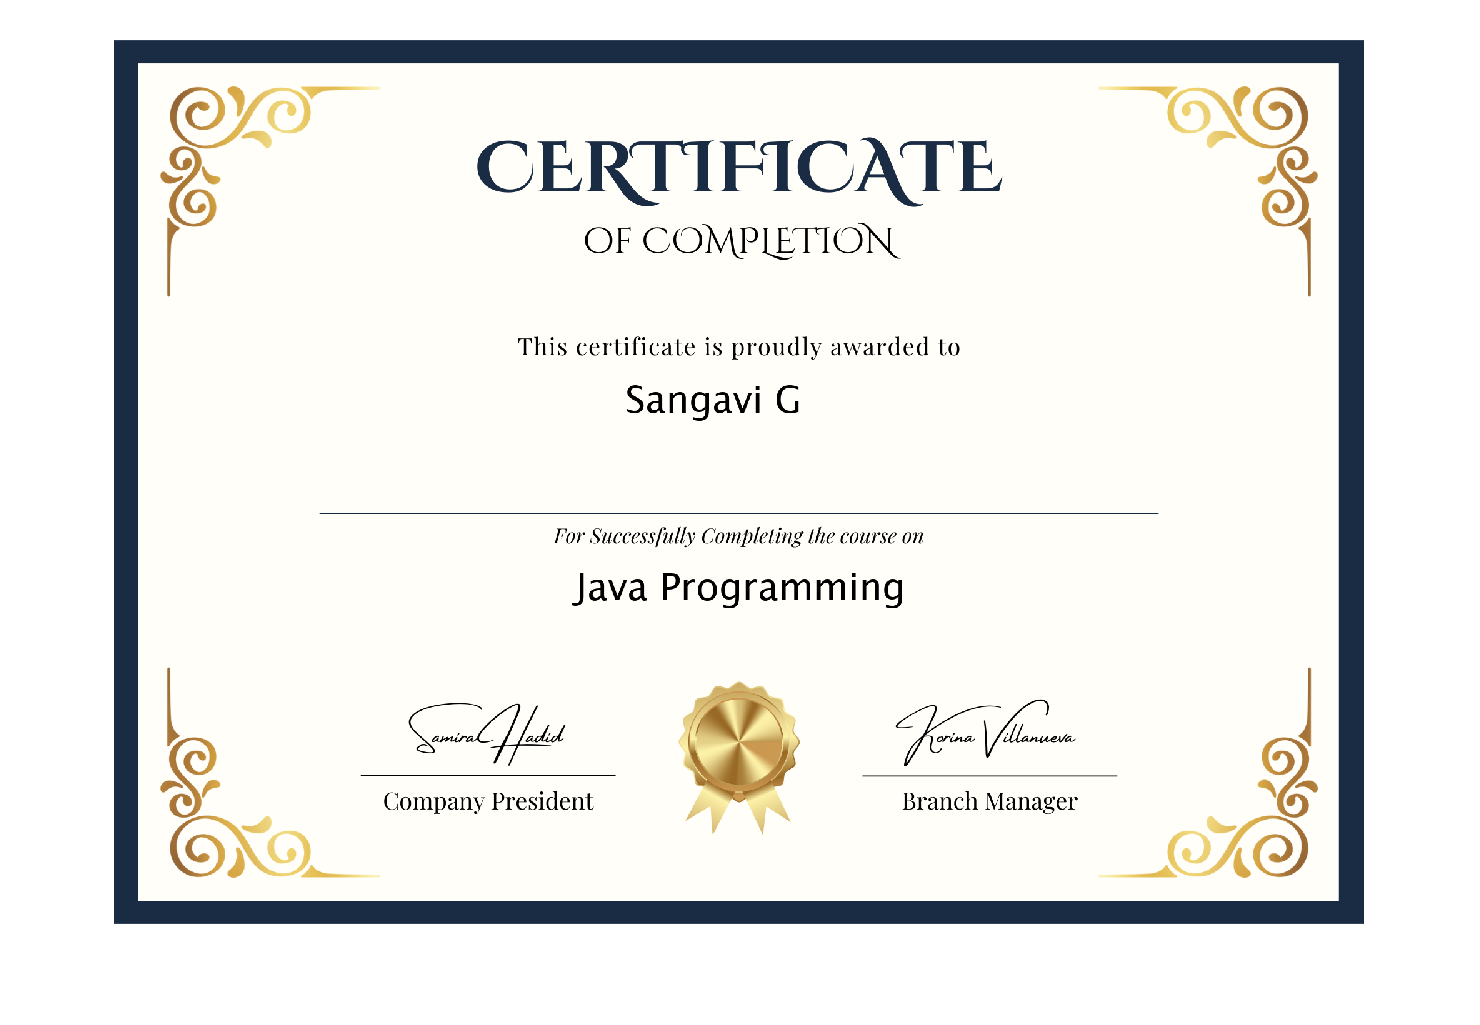 CERTIFICATE
OF COMPLETION
This certificate is proudly awarded to
Sangavi G
For Successfully Completing the course on
Java Programming
Samira Hadid
Korina Villanueva
Company President
Branch Manager